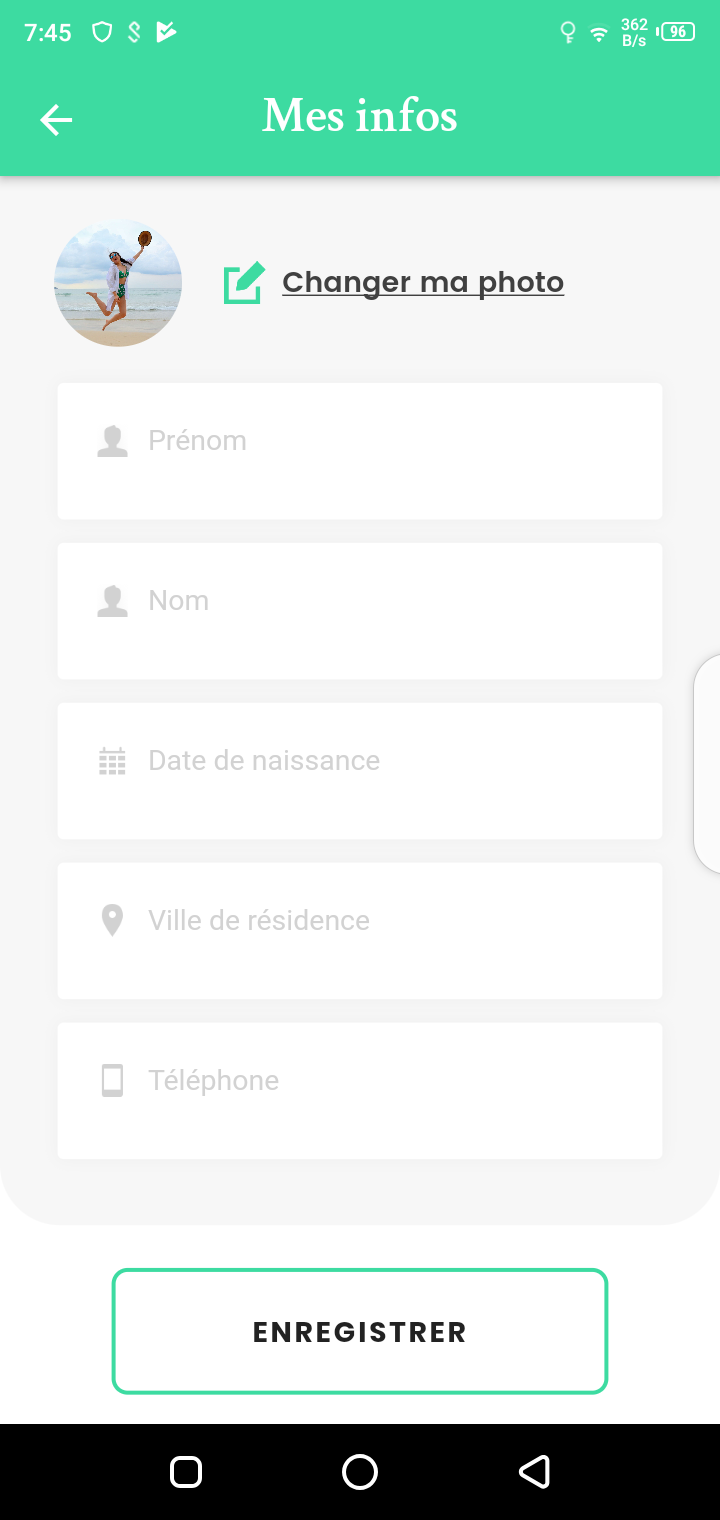 7:45
362
B/s
96
Mes infos
Changer ma photo
Prénom
Nom
Date de naissance
Ville de résidence
Téléphone
ENREGISTRER